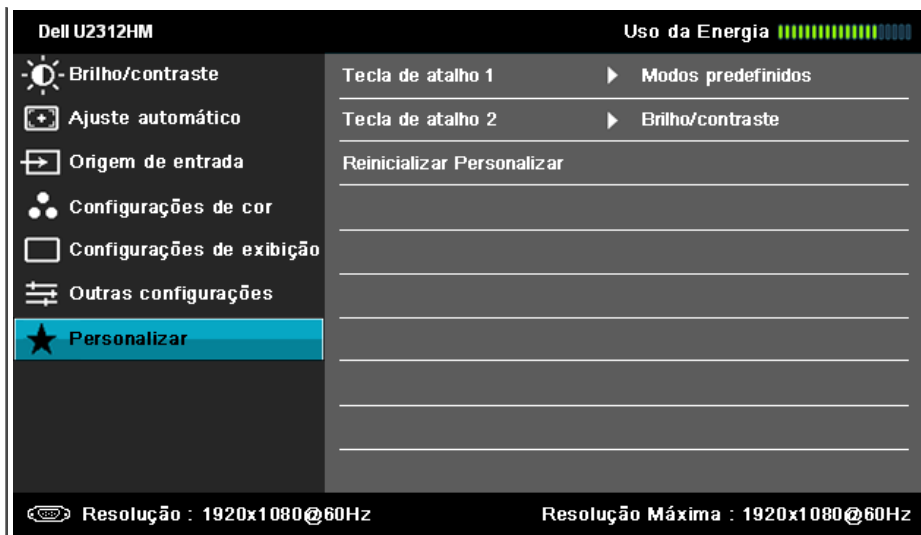 Dell U2312HM Uso da Energia
Brilho/contraste Tecla de atalho 1 Modos predefinidos
Ajuste automático Tecla de atalho 2 Brilho/contraste
Origem de entrada Reinicializar Personalizar
Configurações de cor
Configurações de exibição
Outras configurações
Personalizar
Resolução : 1920x1080@60Hz Resolução Máxima : 1920x1080@60Hz